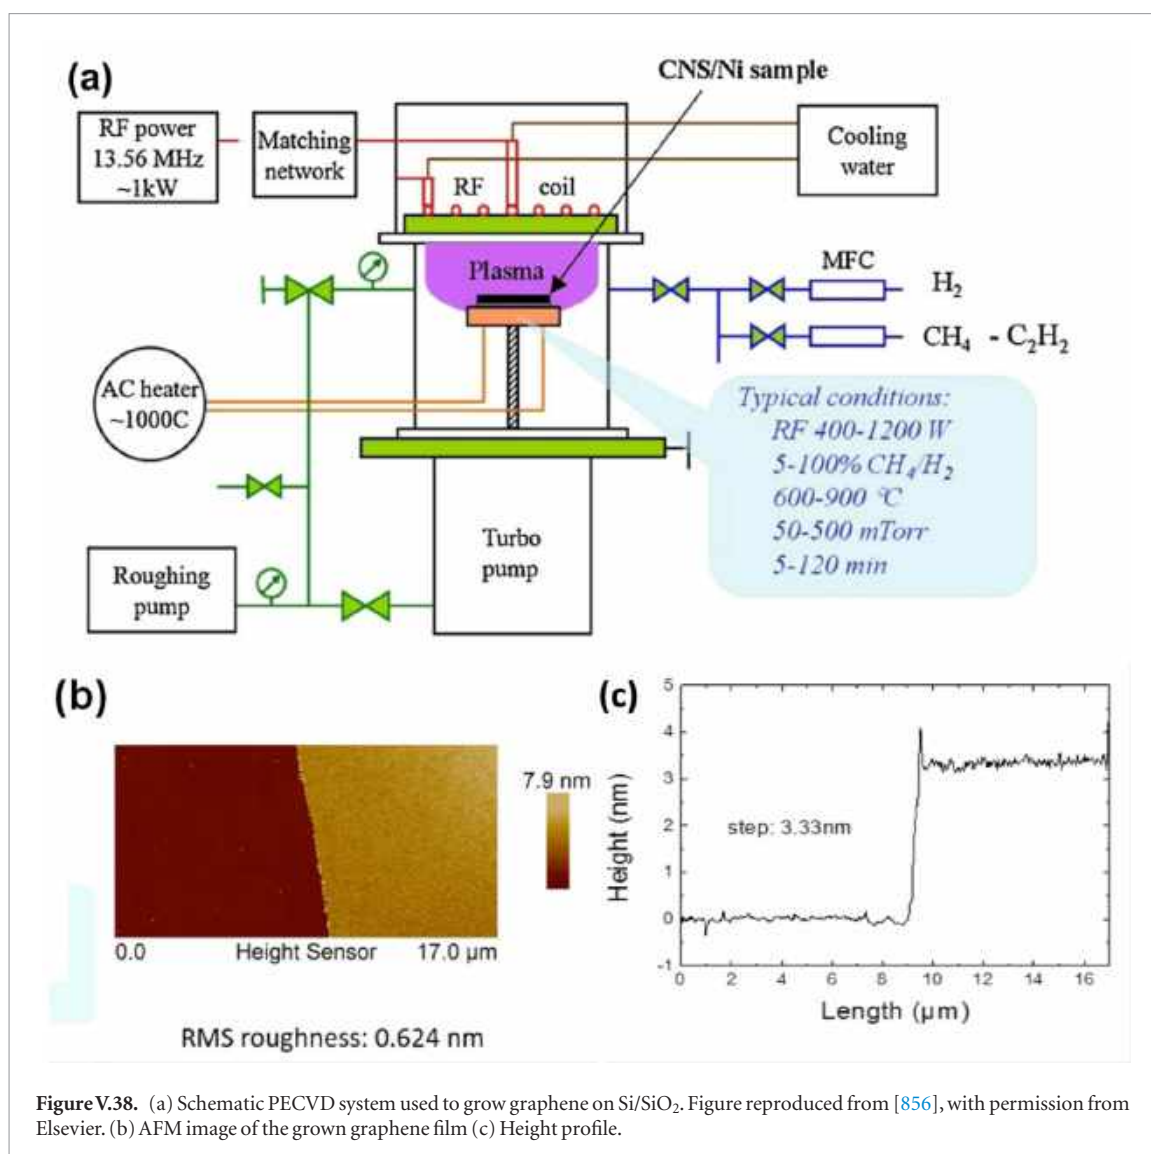 (a)
CNS/Ni sample
RF power
13.56 MHz
~1kW
Matching
network
Cooling
water
RF coil
Plasma
MFC
H₂
CH₄ - C₂H₂
AC heater
~1000C
Typical conditions:
RF 400-1200 W
5-100% CH₄/H₂
600-900 °C
50-500 mTorr
5-120 min
Turbo
pump
Roughing
pump
(b)
7.9 nm
0.0 Height Sensor 17.0 µm
RMS roughness: 0.624 nm
(c)
5
4
3
2
1
0
-1
Height (nm)
step: 3.33nm
0 2 4 6 8 10 12 14 16
Length (µm)
Figure V.38. (a) Schematic PECVD system used to grow graphene on Si/SiO₂. Figure reproduced from [856], with permission from
Elsevier. (b) AFM image of the grown graphene film (c) Height profile.